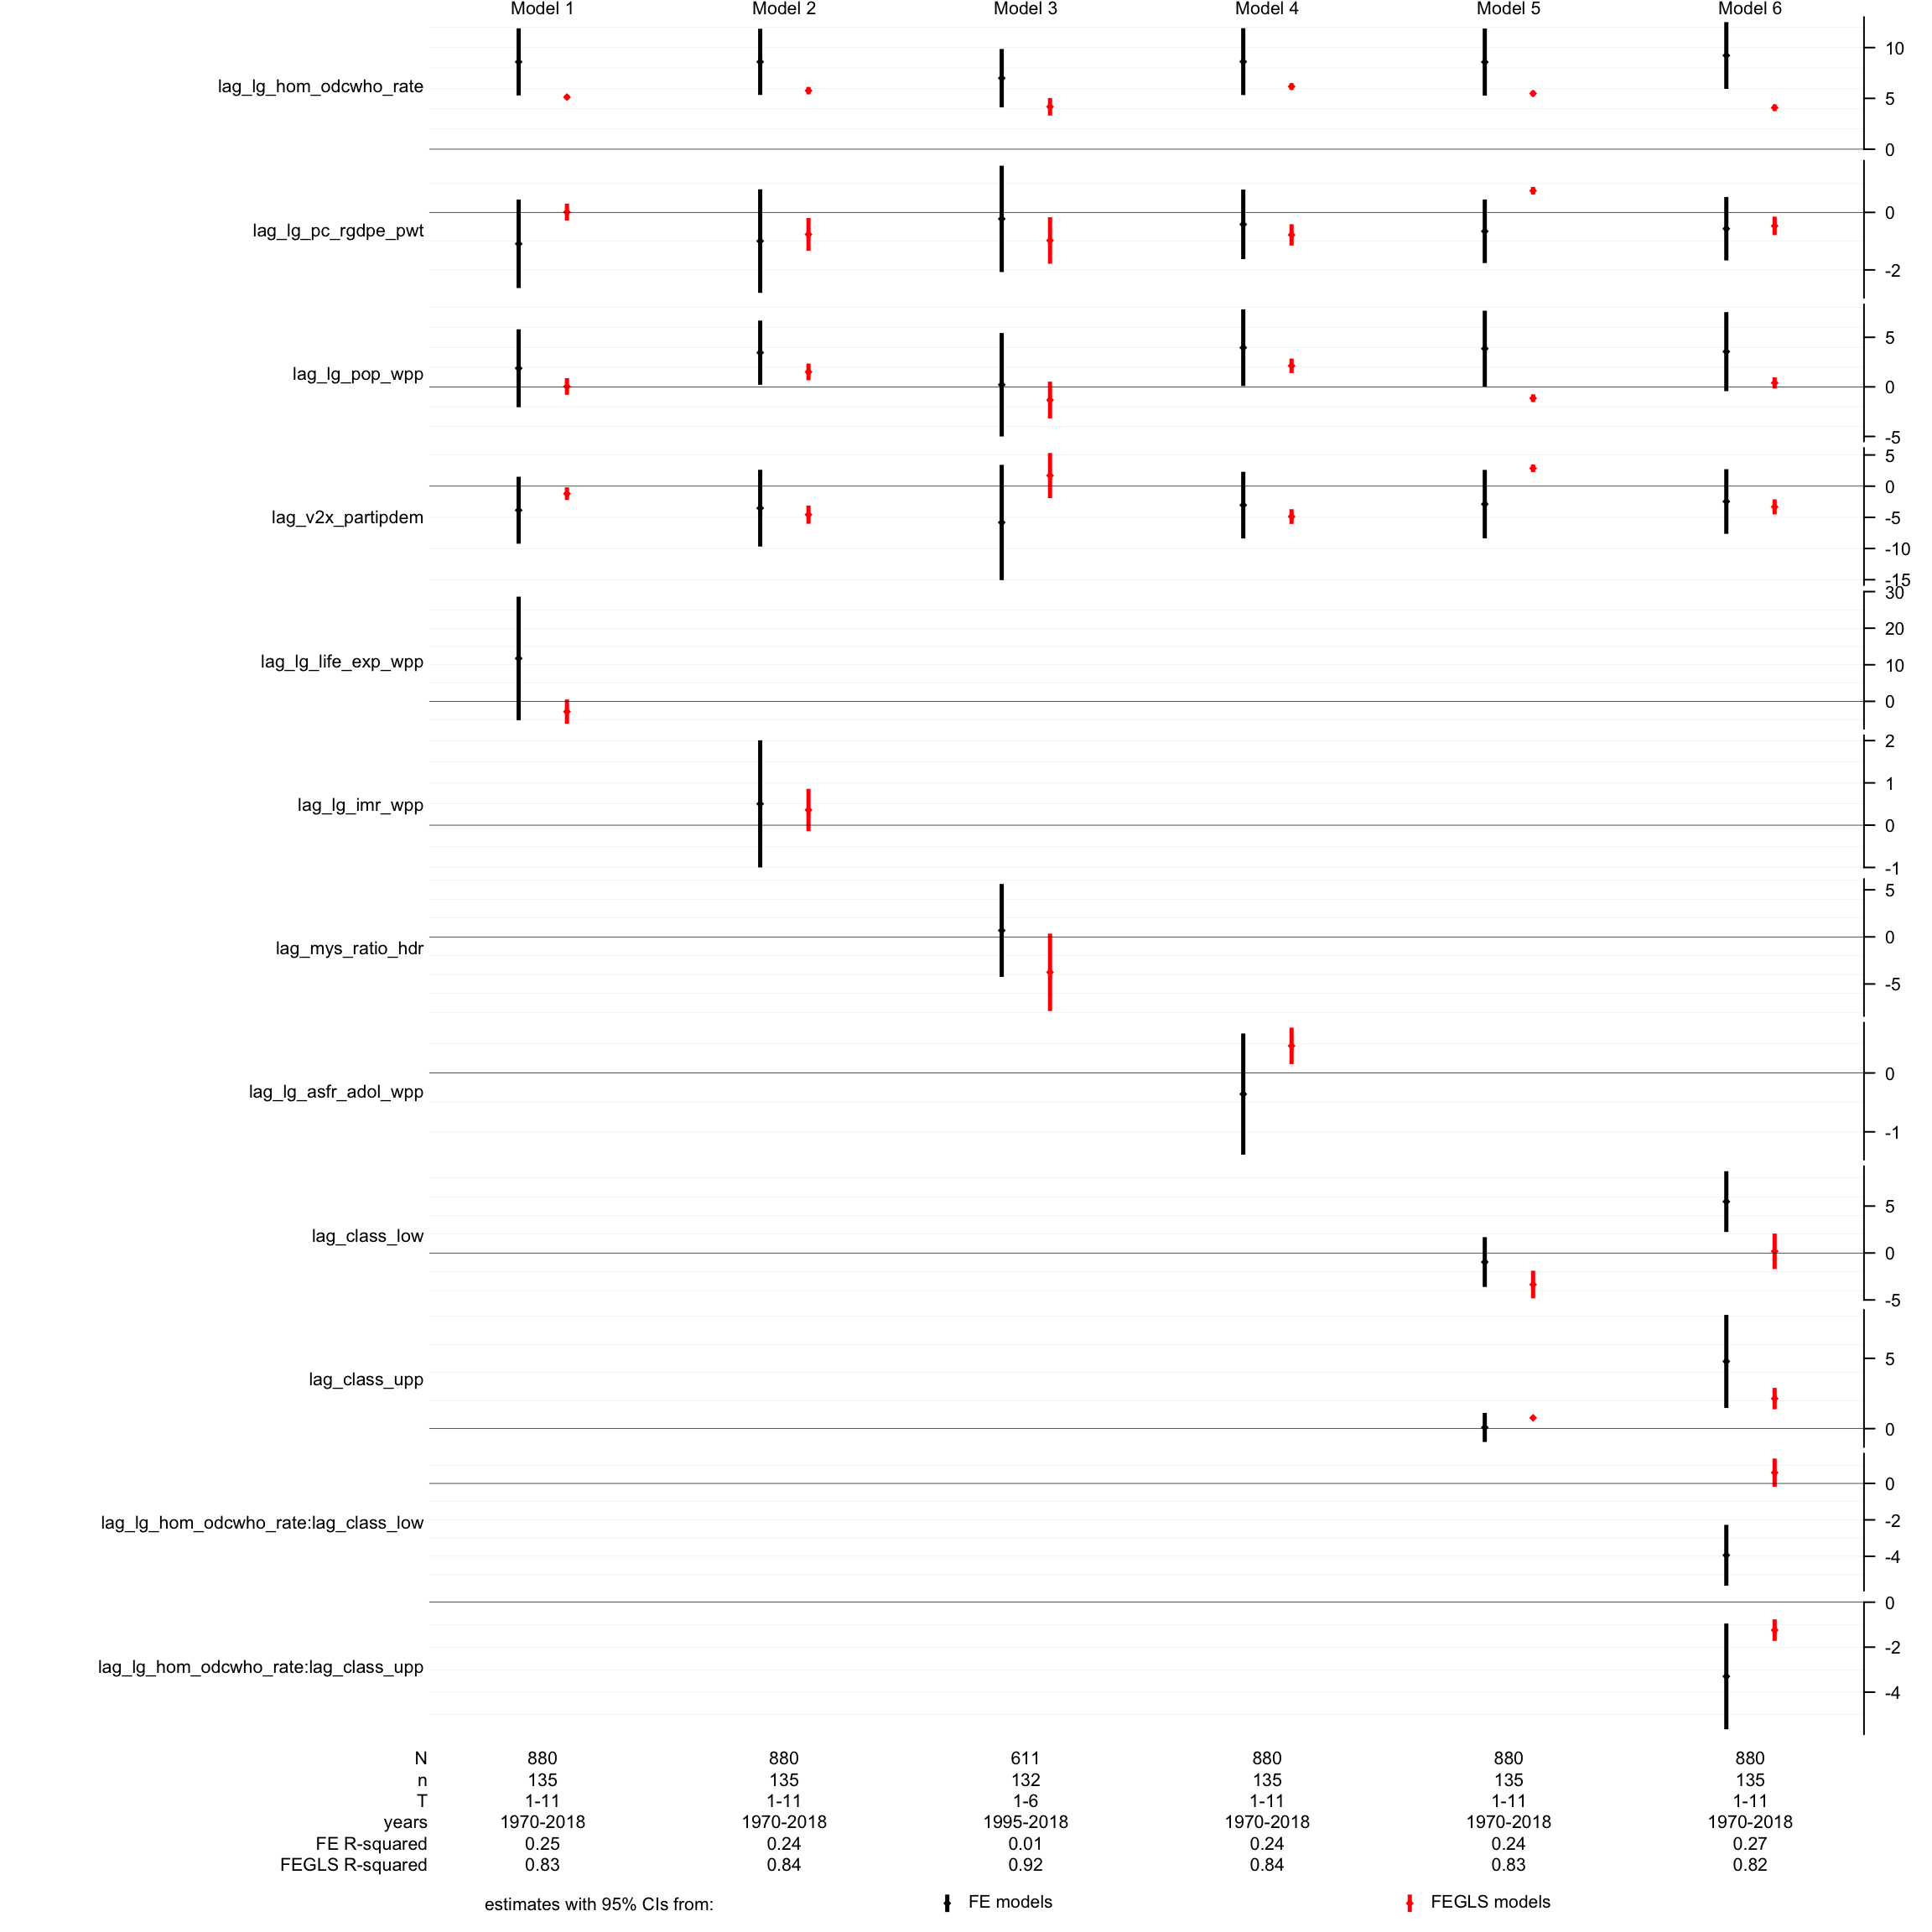 Model 1 Model 2 Model 3 Model 4 Model 5 Model 6
lag_lg_hom_odcwho_rate
10
5
0
lag_lg_pc_rgdpe_pwt
0
-2
lag_lg_pop_wpp
5
0
-5
lag_v2x_partipdem
5
0
-5
-10
-15
lag_lg_life_exp_wpp
30
20
10
0
lag_lg_imr_wpp
2
1
0
-1
lag_mys_ratio_hdr
5
0
-5
lag_lg_asfr_adol_wpp
0
-1
lag_class_low
5
0
-5
lag_class_upp
5
0
lag_lg_hom_odcwho_rate:lag_class_low
0
-2
-4
lag_lg_hom_odcwho_rate:lag_class_upp
0
-2
-4
N 880 880 611 880 880 880
n 135 135 132 135 135 135
T 1-11 1-11 1-6 1-11 1-11 1-11
years 1970-2018 1970-2018 1995-2018 1970-2018 1970-2018 1970-2018
FE R-squared 0.25 0.24 0.01 0.24 0.24 0.27
FEGLS R-squared 0.83 0.84 0.92 0.84 0.83 0.82
estimates with 95% CIs from: FE models FEGLS models